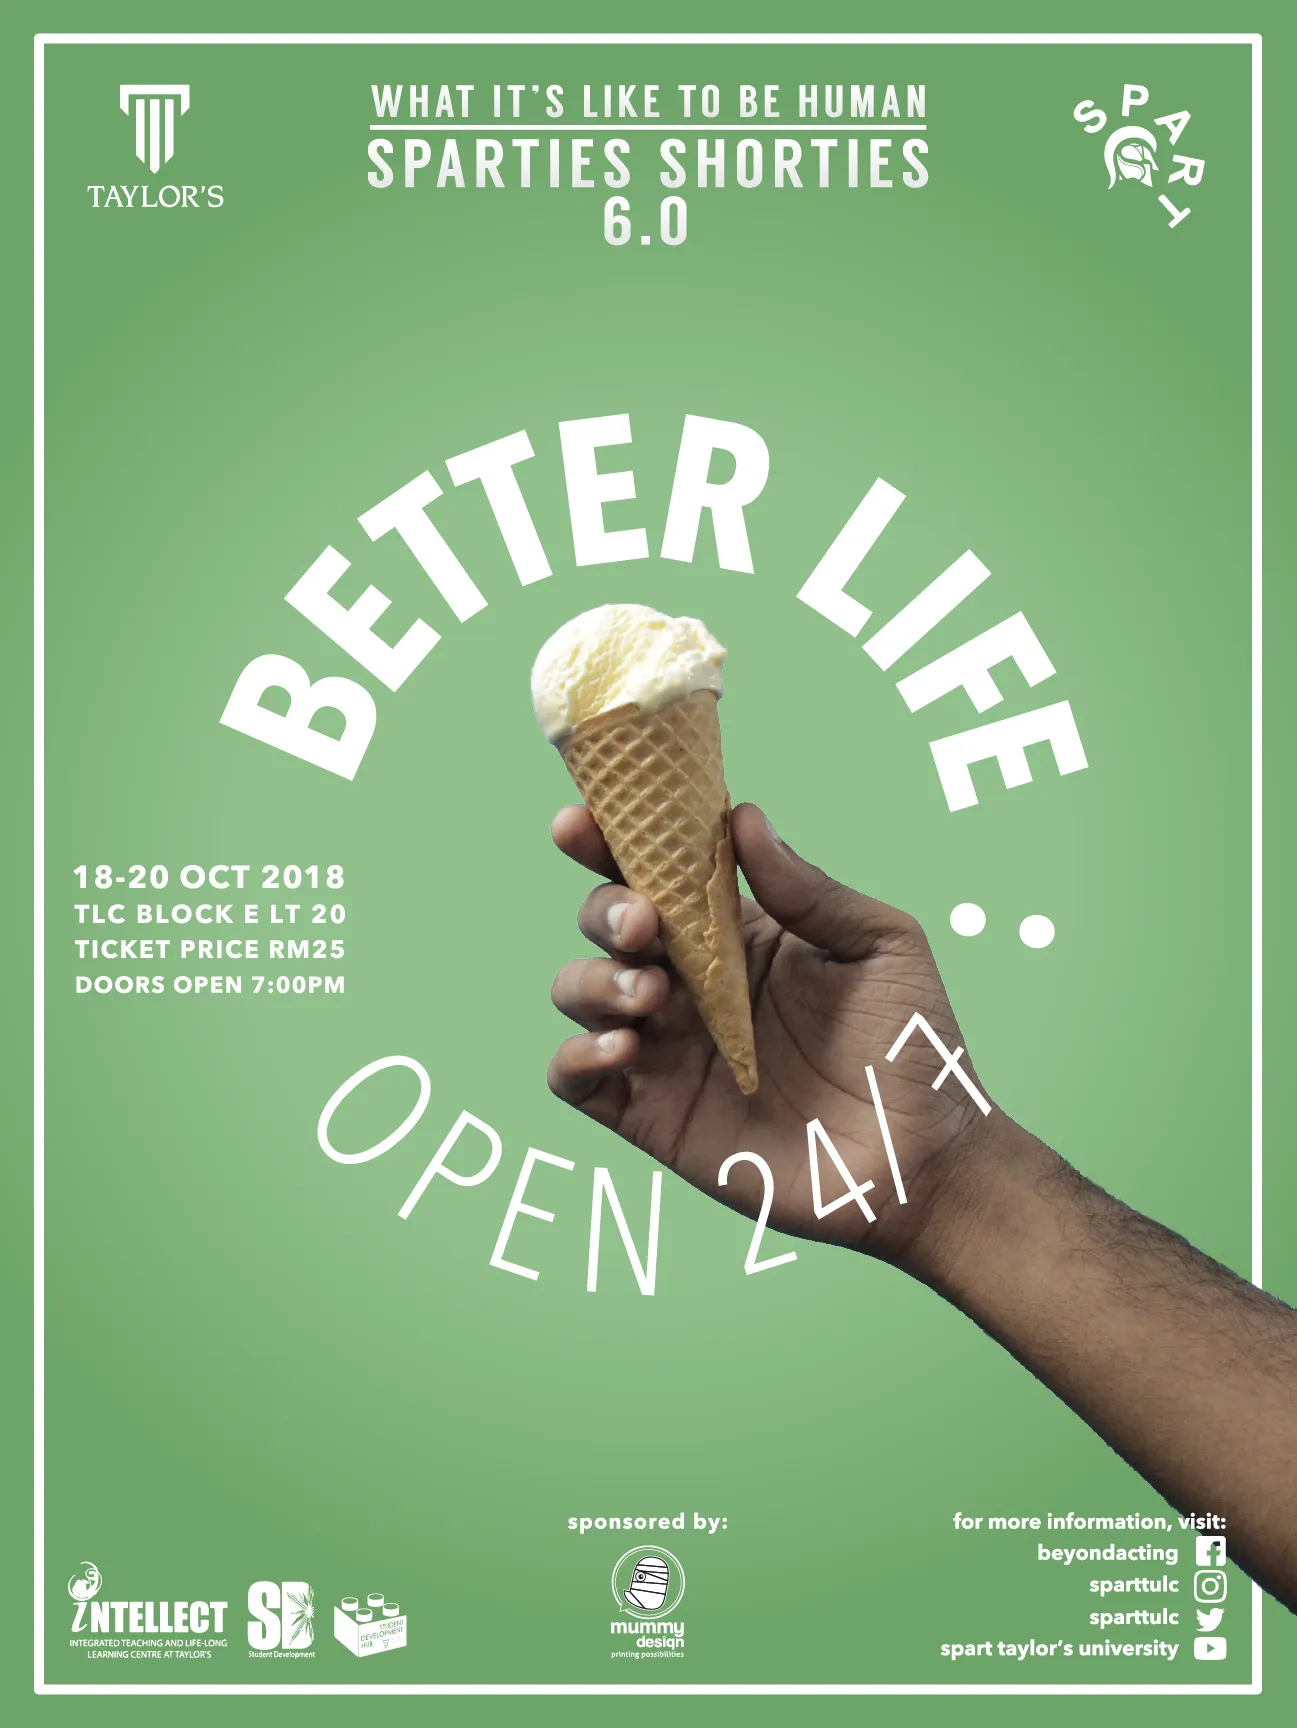 TAYLOR'S
WHAT IT'S LIKE TO BE HUMAN
SPARTIES SHORTIES
6.0
SPART
BETTER LIFE
18-20 OCT 2018
TLC BLOCK E LT 20
TICKET PRICE RM25
DOORS OPEN 7:00PM
OPEN 24/7
iNTELLECT
INTEGRATED TEACHING AND LIFE-LONG
LEARNING CENTRE AT TAYLOR'S
SD
Student Development
STUDENT
DEVELOPMENT
HUB
sponsored by:
mummy
design
printing possibilities
for more information, visit:
beyondacting
sparttulc
sparttulc
spart taylor's university